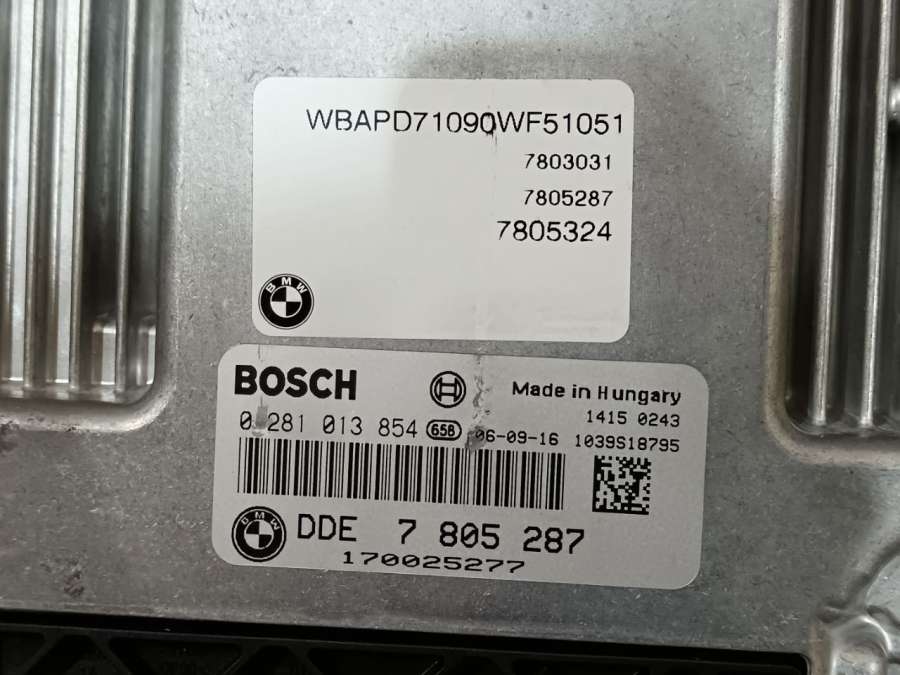 WBAPD71090WF51051
7803031
7805287
7805324
BMW
BOSCH
Made in Hungary
1415 0243
0 281 013 854 65B 06-09-16 1039S18795
BMW
DDE 7 805 287
170025277